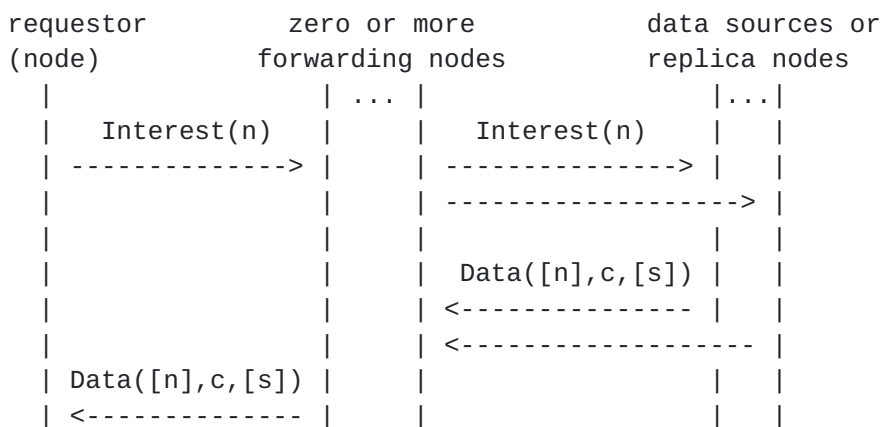 requestor zero or more data sources or
(node) forwarding nodes replica nodes
| | ... | |...|
| Interest(n) | | Interest(n) | |
| --------------> | | ---------------> | |
| | | --------------------> |
| | | | |
| | | Data([n],c,[s]) | |
| | | <--------------- | |
| | | <------------------- |
| Data([n],c,[s]) | | | |
| <-------------- | | | |